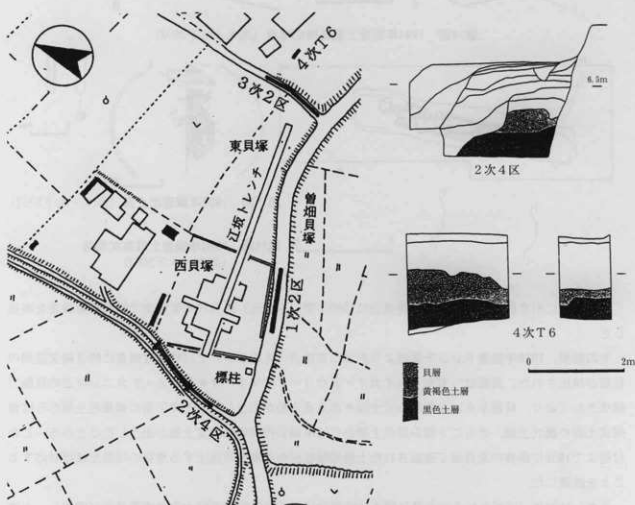 4次T6
3次2区
東貝塚
江坂トレンチ
曽畑貝塚
西貝塚
1次2区
標柱
2次4区
6.5m
2次4区
4次T6
2m
貝層
黄褐色土層
黒色土層